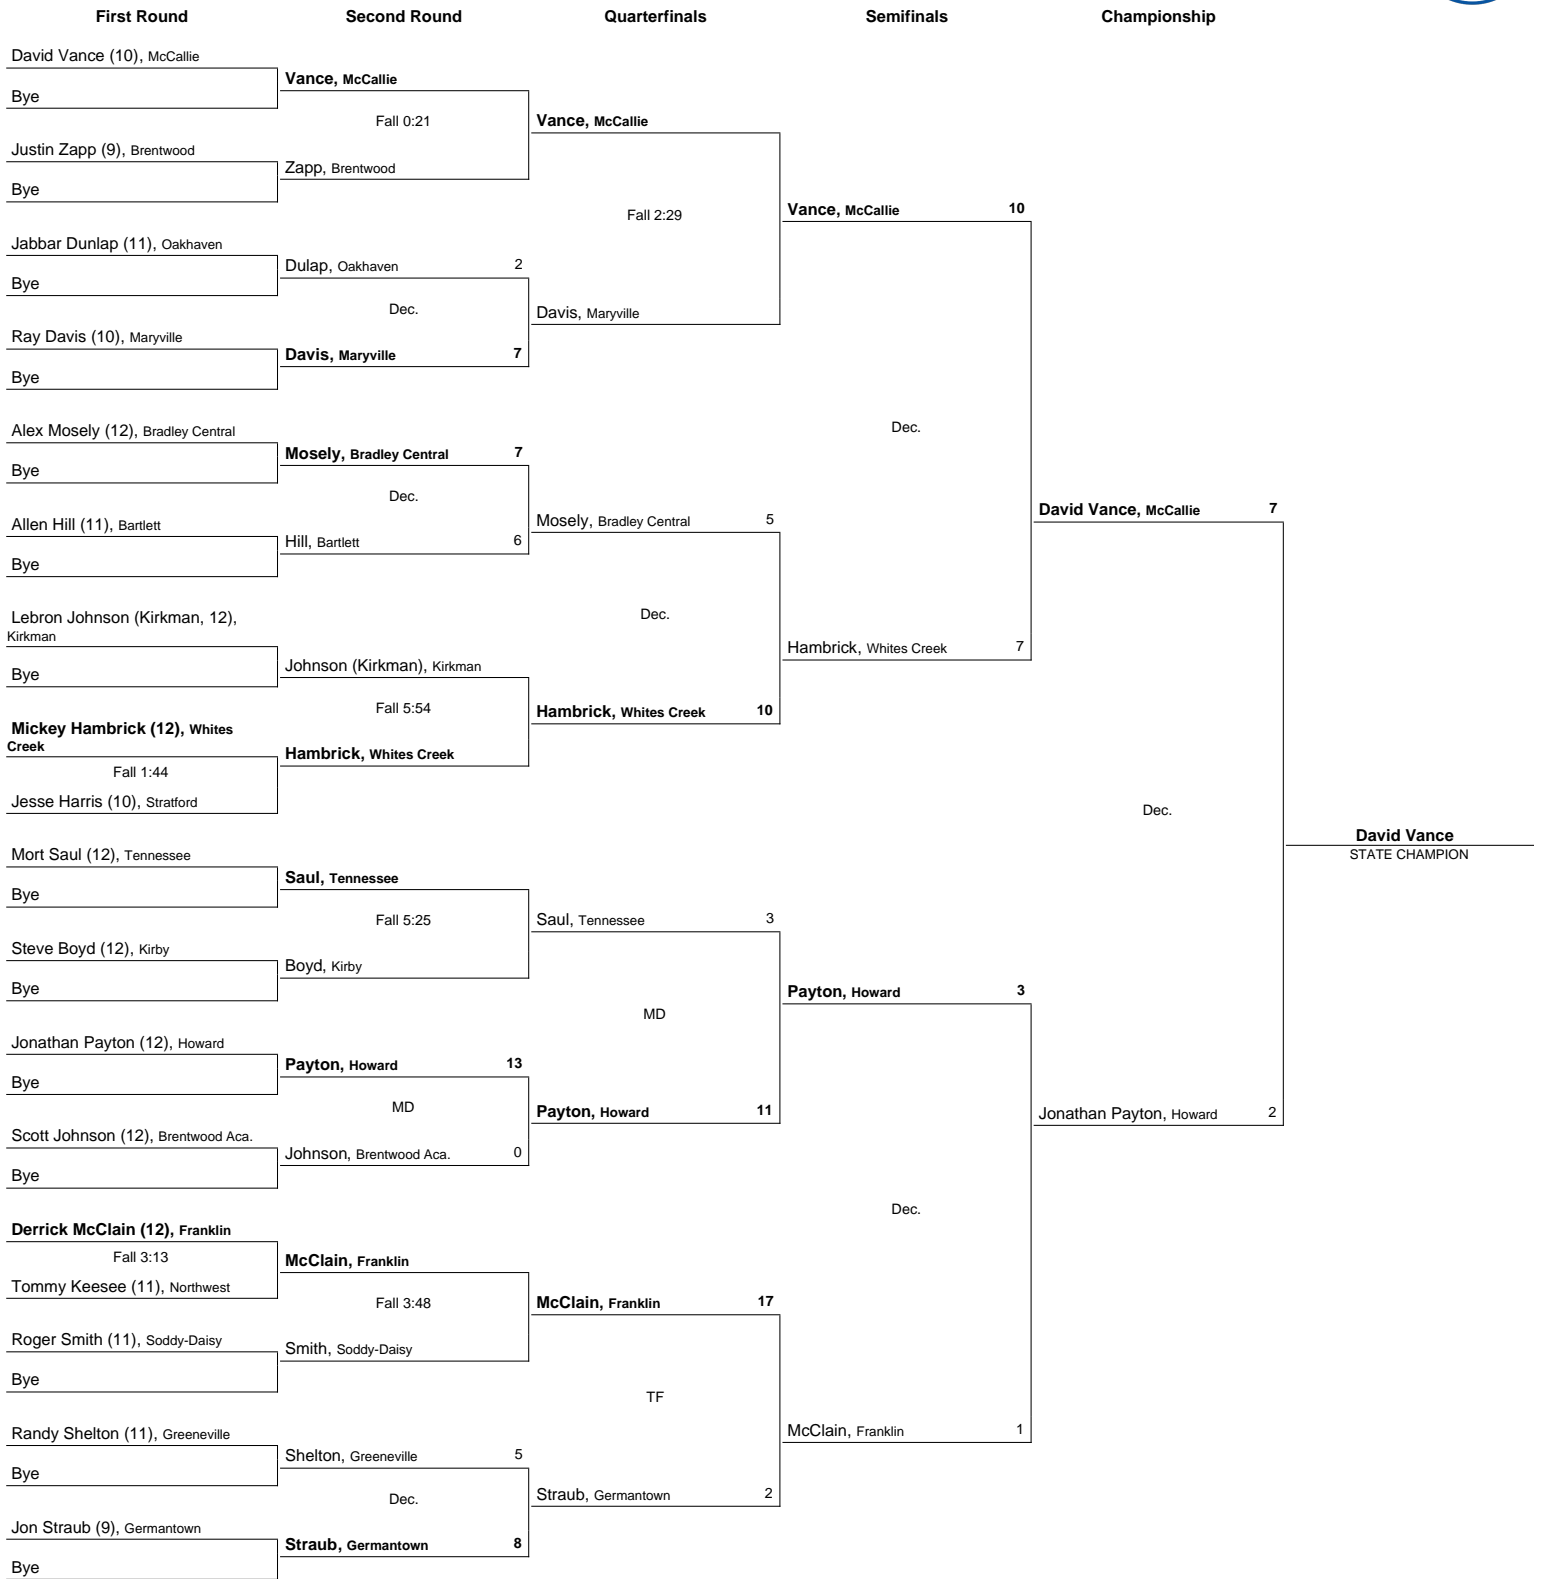 First Round Second Round Quarterfinals Semifinals Championship
David Vance (10), McCallie
Bye
Justin Zapp (9), Brentwood
Bye
Jabbar Dunlap (11), Oakhaven
Bye
Ray Davis (10), Maryville
Bye
Alex Mosely (12), Bradley Central
Bye
Allen Hill (11), Bartlett
Bye
Lebron Johnson (Kirkman, 12),
Kirkman
Bye
Mickey Hambrick (12), Whites
Creek
Fall 1:44
Jesse Harris (10), Stratford
Mort Saul (12), Tennessee
Bye
Steve Boyd (12), Kirby
Bye
Jonathan Payton (12), Howard
Bye
Scott Johnson (12), Brentwood Aca.
Bye
Derrick McClain (12), Franklin
Fall 3:13
Tommy Keesee (11), Northwest
Roger Smith (11), Soddy-Daisy
Bye
Randy Shelton (11), Greeneville
Bye
Jon Straub (9), Germantown
Bye
Vance, McCallie
Fall 0:21
Zapp, Brentwood
Dulap, Oakhaven 2
Dec.
Davis, Maryville 7
Mosely, Bradley Central 7
Dec.
Hill, Bartlett 6
Johnson (Kirkman), Kirkman
Fall 5:54
Hambrick, Whites Creek
Saul, Tennessee
Fall 5:25
Boyd, Kirby
Payton, Howard 13
MD
Johnson, Brentwood Aca. 0
McClain, Franklin
Fall 3:48
Smith, Soddy-Daisy
Shelton, Greeneville 5
Dec.
Straub, Germantown 8
Vance, McCallie
Fall 2:29
Davis, Maryville
Mosely, Bradley Central 5
Dec.
Hambrick, Whites Creek 10
Saul, Tennessee 3
MD
Payton, Howard 11
McClain, Franklin 17
TF
Straub, Germantown 2
Vance, McCallie 10
Dec.
Hambrick, Whites Creek 7
Payton, Howard 3
Dec.
McClain, Franklin 1
David Vance, McCallie 7
Dec.
Jonathan Payton, Howard 2
David Vance
STATE CHAMPION